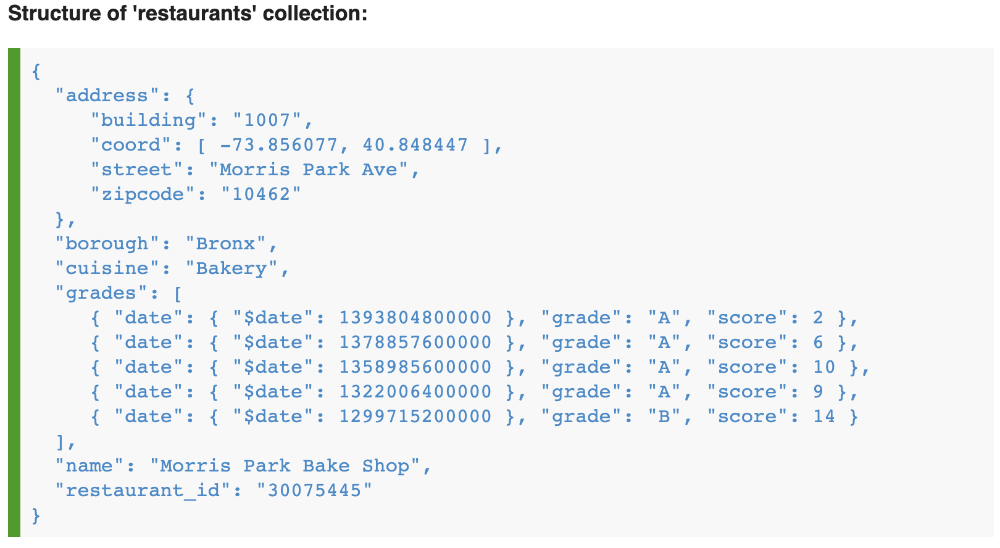 Structure of 'restaurants' collection:
{
  "address": {
     "building": "1007",
     "coord": [ -73.856077, 40.848447 ],
     "street": "Morris Park Ave",
     "zipcode": "10462"
  },
  "borough": "Bronx",
  "cuisine": "Bakery",
  "grades": [
     { "date": { "$date": 1393804800000 }, "grade": "A", "score": 2 },
     { "date": { "$date": 1378857600000 }, "grade": "A", "score": 6 },
     { "date": { "$date": 1358985600000 }, "grade": "A", "score": 10 },
     { "date": { "$date": 1322006400000 }, "grade": "A", "score": 9 },
     { "date": { "$date": 1299715200000 }, "grade": "B", "score": 14 }
  ],
  "name": "Morris Park Bake Shop",
  "restaurant_id": "30075445"
}